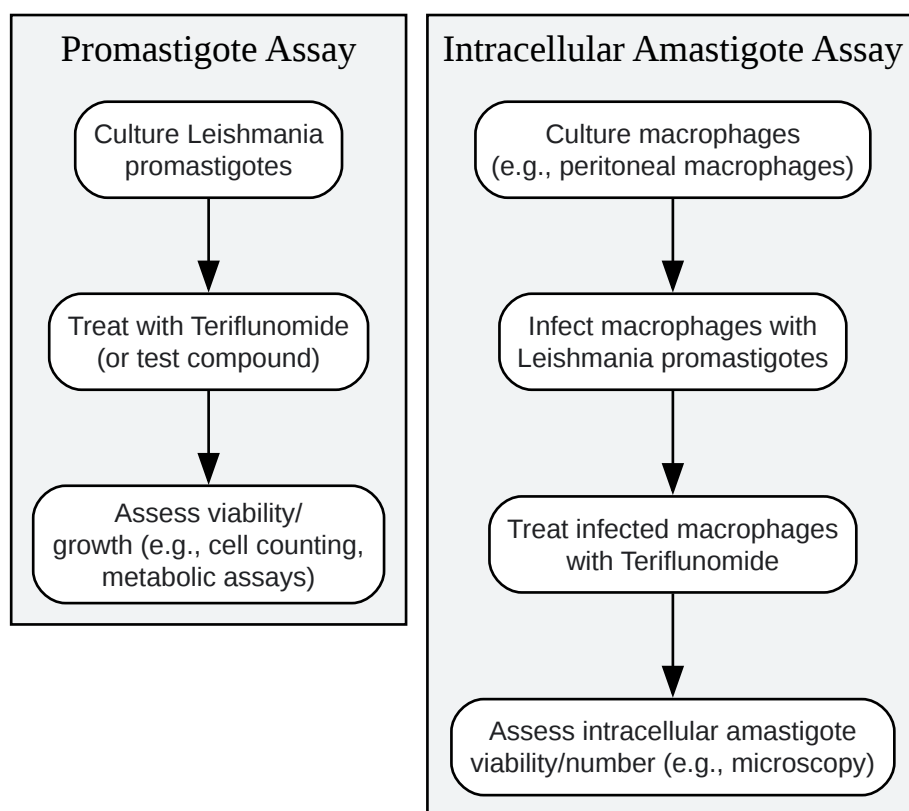 Promastigote Assay
Culture Leishmania
promastigotes
Treat with Teriflunomide
(or test compound)
Assess viability/
growth (e.g., cell counting,
metabolic assays)
Intracellular Amastigote Assay
Culture macrophages
(e.g., peritoneal macrophages)
Infect macrophages with
Leishmania promastigotes
Treat infected macrophages
with Teriflunomide
Assess intracellular amastigote
viability/number (e.g., microscopy)